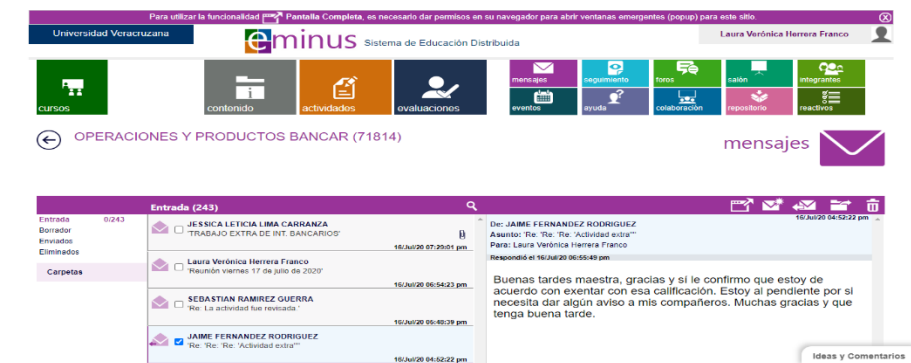 Para utilizar la funcionalidad Pantalla Completa, es necesario dar permisos en su navegador para abrir ventanas emergentes (popup) para este sitio.
Universidad Veracruzana
eminus Sistema de Educación Distribuida
Laura Verónica Herrera Franco
cursos
contenido
actividades
evaluaciones
mensajes
seguimiento
foros
salón
integrantes
eventos
ayuda
colaboración
repositorio
reactivos
OPERACIONES Y PRODUCTOS BANCAR (71814)
mensajes
Entrada (243)
Entrada 0/243
Borrador
Enviados
Eliminados
Carpetas
JESSICA LETICIA LIMA CARRANZA
'TRABAJO EXTRA DE INT. BANCARIOS'
16/Jul/20 07:20:01 pm
Laura Verónica Herrera Franco
'Reunión viernes 17 de julio de 2020'
16/Jul/20 06:54:23 pm
SEBASTIAN RAMIREZ GUERRA
'Re: La actividad fue revisada.'
16/Jul/20 05:40:39 pm
JAIME FERNANDEZ RODRIGUEZ
'Re: 'Re: 'Re: 'Actividad extra''''
16/Jul/20 04:52:22 pm
16/Jul/20 04:52:22 pm
De: JAIME FERNANDEZ RODRIGUEZ
Asunto: 'Re: 'Re: 'Re: 'Actividad extra''''
Para: Laura Verónica Herrera Franco
Respondió el 16/Jul/20 06:55:49 pm
Buenas tardes maestra, gracias y sí le confirmo que estoy de
acuerdo con exentar con esa calificación. Estoy al pendiente por si
necesita dar algún aviso a mis compañeros. Muchas gracias y que
tenga buena tarde.
Ideas y Comentarios